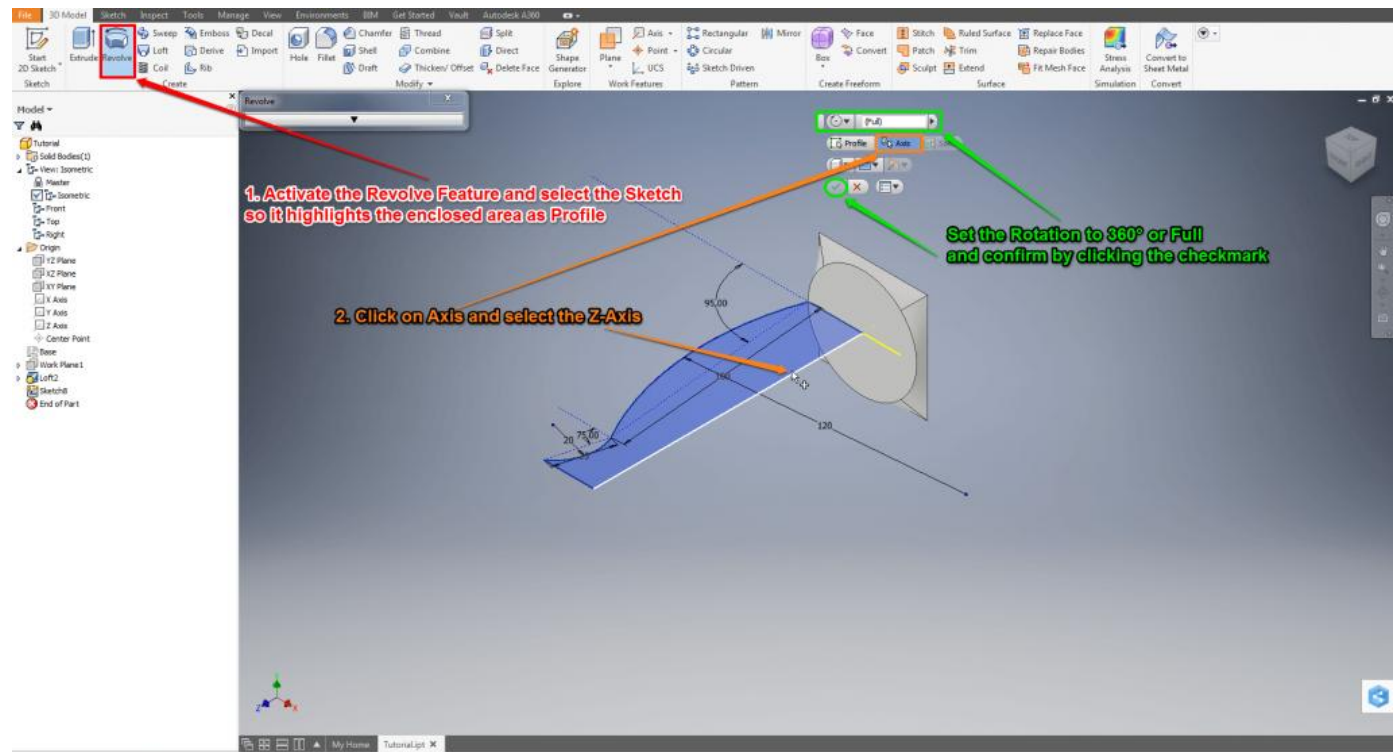 File 3D Model Sketch Inspect Tools Manage View Environments BIM Get Started Vault Autodesk A360
Sweep Emboss Decal Chamfer Thread Split Axis Rectangular Mirror Face Stitch Ruled Surface Replace Face
Start 2D Sketch Extrude Revolve Loft Derive Import Hole Fillet Shell Combine Direct Shape Generator Plane Point Circular Box Convert Patch Trim Repair Bodies Stress Analysis Convert to Sheet Metal
Coil Rib Draft Thicken/ Offset Delete Face UCS Sketch Driven Sculpt Extend Fit Mesh Face
Sketch Create Modify Explore Work Features Pattern Create Freeform Surface Simulation Convert
Model
Tutorial
Solid Bodies(1)
View: Isometric
Master
Isometric
Front
Top
Right
Origin
YZ Plane
XZ Plane
XY Plane
X Axis
Y Axis
Z Axis
Center Point
Base
Work Plane1
Loft2
Sketch8
End of Part
Revolve
(Full)
Profile Axis
1. Activate the Revolve Feature and select the Sketch
so it highlights the enclosed area as Profile
Set the Rotation to 360° or Full
and confirm by clicking the checkmark
2. Click on Axis and select the Z-Axis
95,00
160
120
20 75,00
Z X
My Home Tutorial.ipt